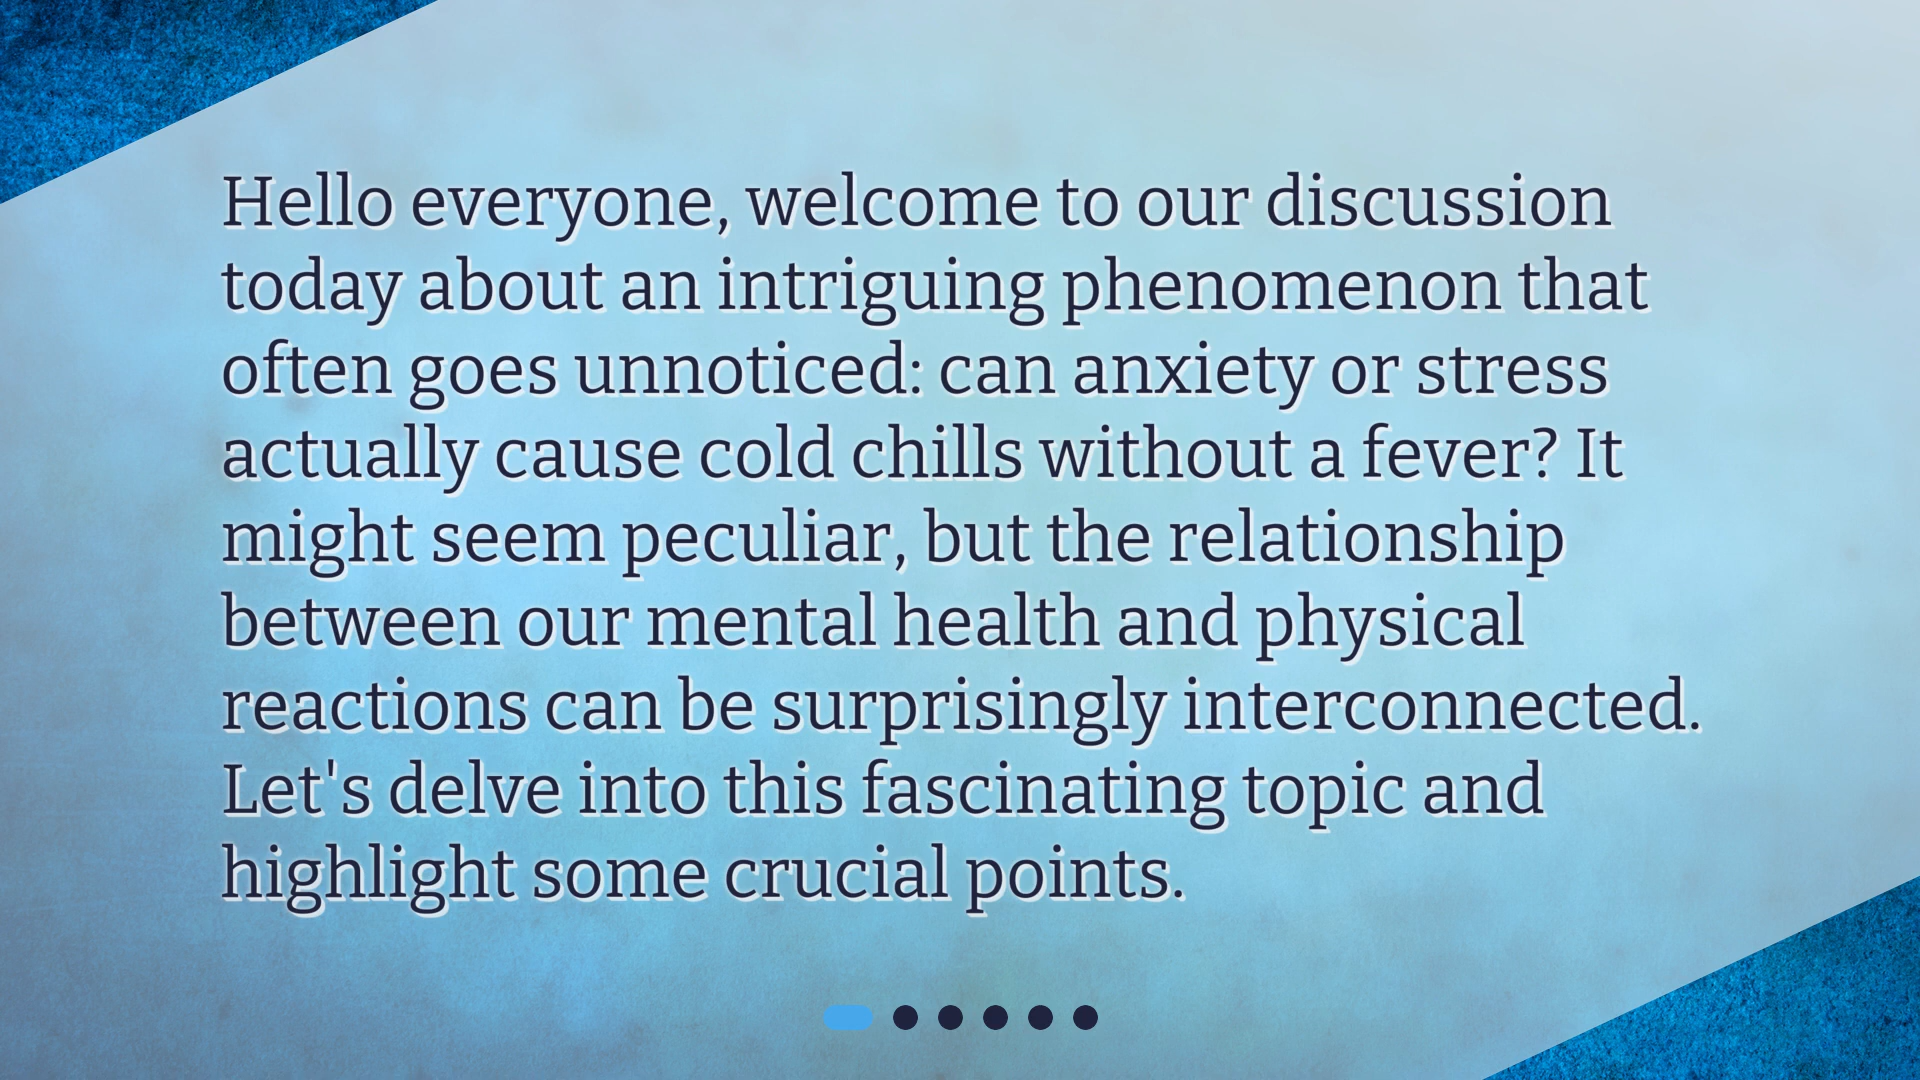 Hello everyone, welcome to our discussion
today about an intriguing phenomenon that
often goes unnoticed: can anxiety or stress
actually cause cold chills without a fever? It
might seem peculiar, but the relationship
between our mental health and physical
reactions can be surprisingly interconnected.
Let's delve into this fascinating topic and
highlight some crucial points.